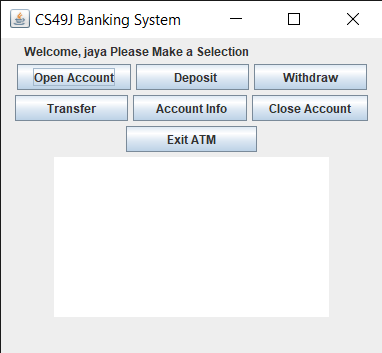 CS49J Banking System
Welcome, jaya Please Make a Selection
Open Account Deposit Withdraw
Transfer Account Info Close Account
Exit ATM